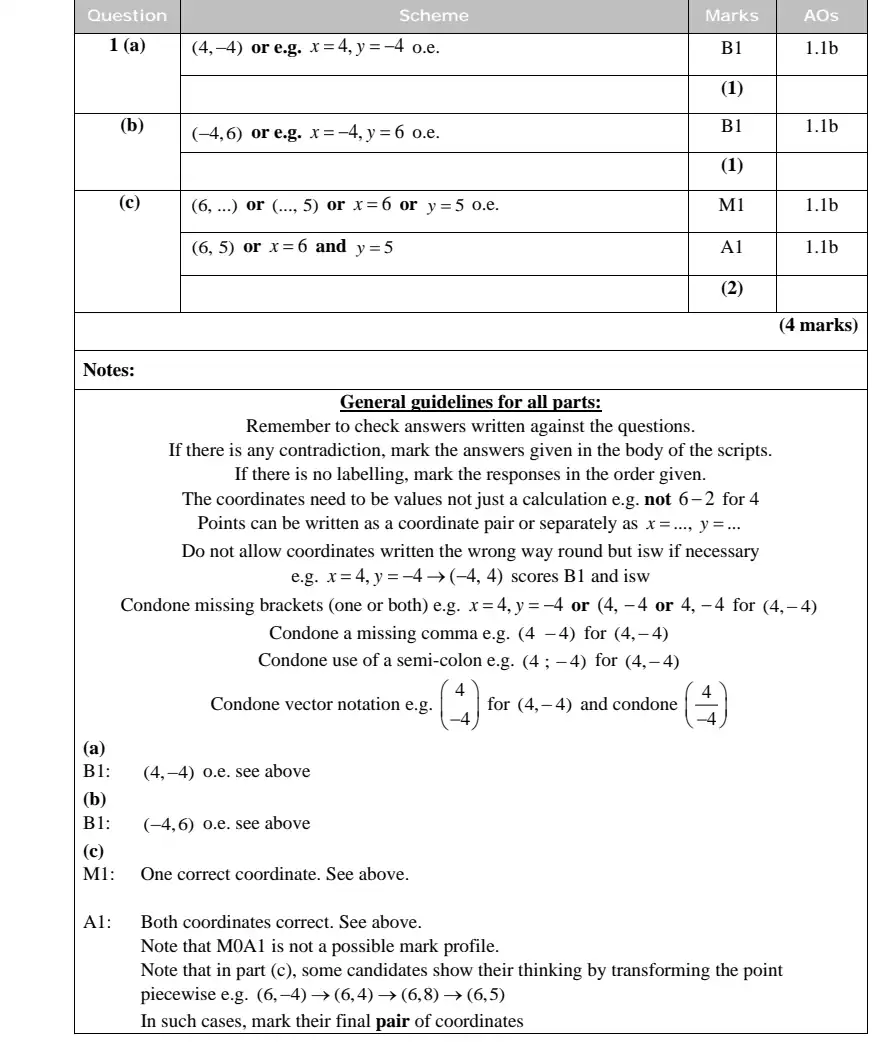 Question Scheme Marks AOs
1 (a) (4, −4) or e.g. x = 4, y = −4 o.e. B1 1.1b
(1)
(b) (−4, 6) or e.g. x = −4, y = 6 o.e. B1 1.1b
(1)
(c) (6, ...) or (..., 5) or x = 6 or y = 5 o.e. M1 1.1b
(6, 5) or x = 6 and y = 5 A1 1.1b
(2)
(4 marks)
Notes:
General guidelines for all parts:
Remember to check answers written against the questions.
If there is any contradiction, mark the answers given in the body of the scripts.
If there is no labelling, mark the responses in the order given.
The coordinates need to be values not just a calculation e.g. not 6 − 2 for 4
Points can be written as a coordinate pair or separately as x = ..., y = ...
Do not allow coordinates written the wrong way round but isw if necessary
e.g. x = 4, y = −4 → (−4, 4) scores B1 and isw
Condone missing brackets (one or both) e.g. x = 4, y = −4 or (4, −4 or 4, −4 for (4, −4)
Condone a missing comma e.g. (4 −4) for (4, −4)
Condone use of a semi-colon e.g. (4 ; −4) for (4, −4)
Condone vector notation e.g. (4 −4) for (4, −4) and condone (4/−4)
(a)
B1: (4, −4) o.e. see above
(b)
B1: (−4, 6) o.e. see above
(c)
M1: One correct coordinate. See above.
A1: Both coordinates correct. See above.
Note that M0A1 is not a possible mark profile.
Note that in part (c), some candidates show their thinking by transforming the point
piecewise e.g. (6, −4) → (6, 4) → (6, 8) → (6, 5)
In such cases, mark their final pair of coordinates